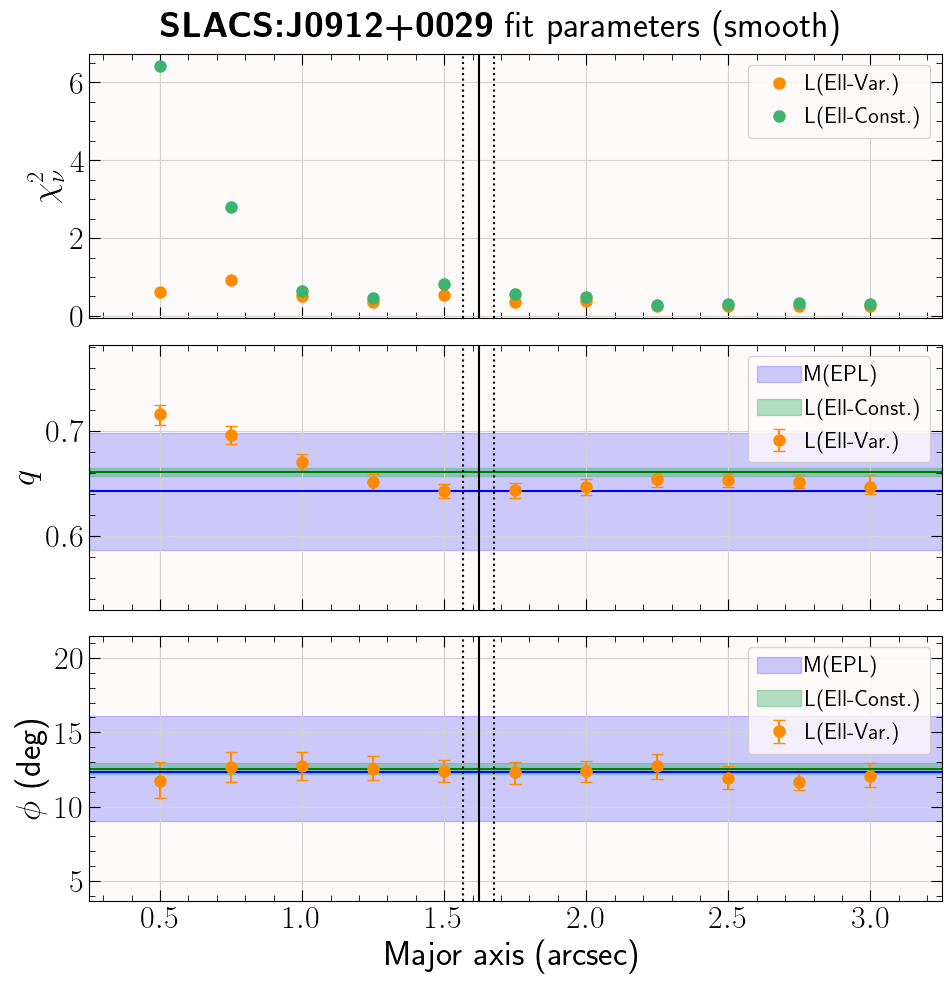 SLACS:J0912+0029 fit parameters (smooth)
6
4
2
0
χ²ᵥ
L(Ell-Var.)
L(Ell-Const.)
0.7
0.6
q
M(EPL)
L(Ell-Const.)
L(Ell-Var.)
20
15
10
5
ϕ (deg)
M(EPL)
L(Ell-Const.)
L(Ell-Var.)
0.5 1.0 1.5 2.0 2.5 3.0
Major axis (arcsec)